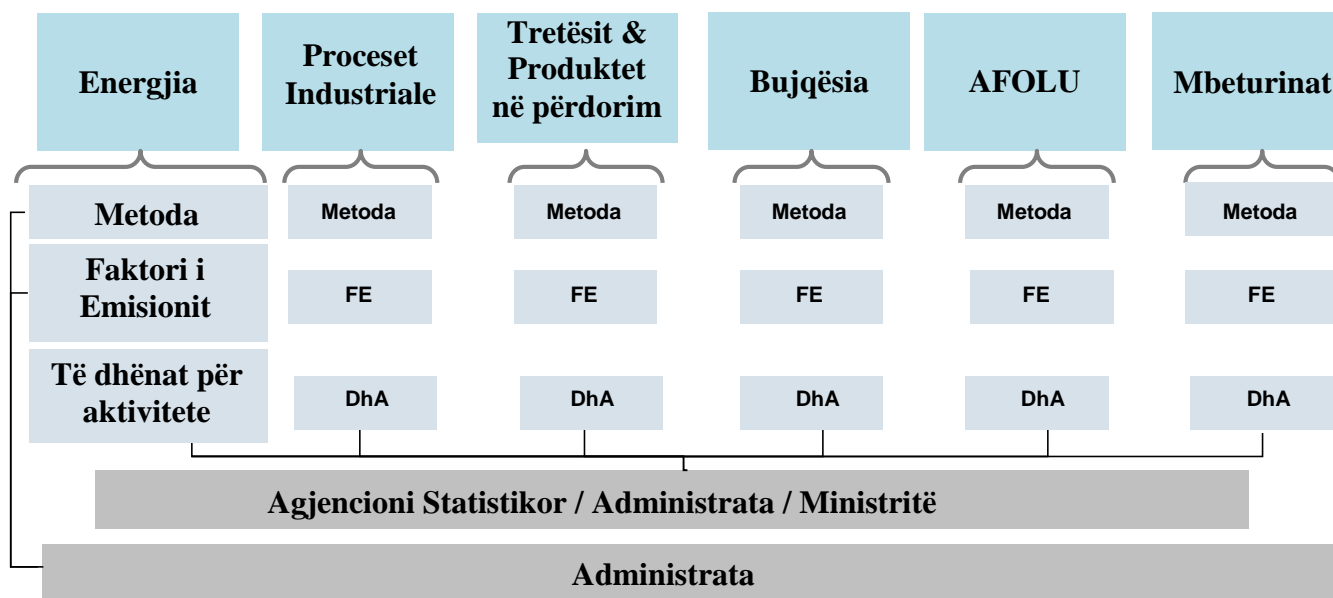 Energjia
Proceset
Industriale
Tretësit &
Produktet
në përdorim
Bujqësia
AFOLU
Mbeturinat
Metoda
Metoda
Metoda
Metoda
Metoda
Metoda
Faktori i
Emisionit
FE
FE
FE
FE
FE
Të dhënat për
aktivitete
DhA
DhA
DhA
DhA
DhA
Agjencioni Statistikor / Administrata / Ministritë
Administrata